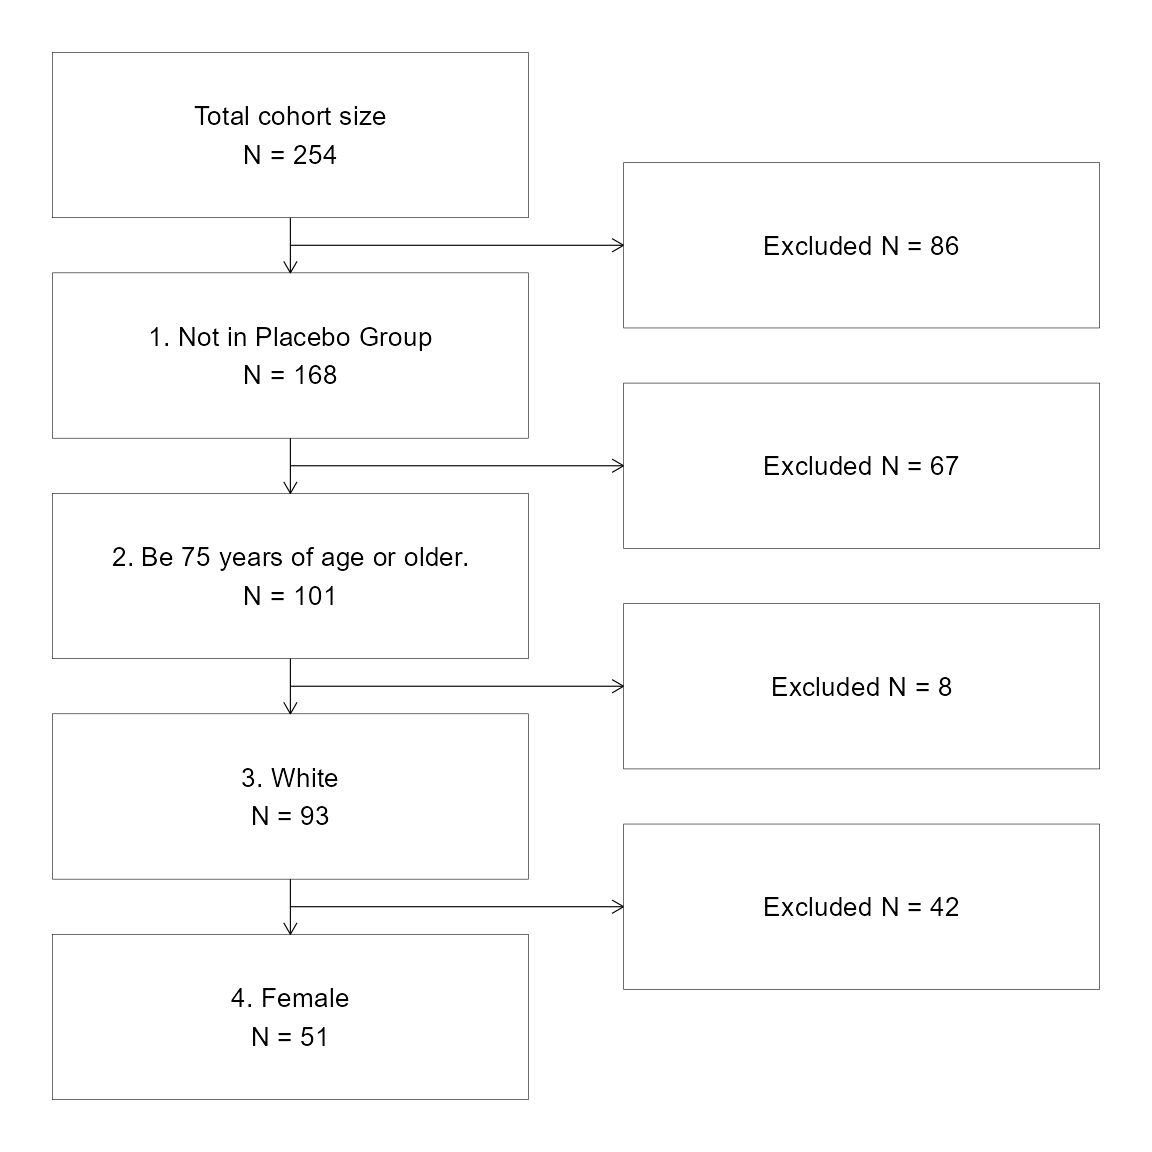 Total cohort size
N = 254
Excluded N = 86
1. Not in Placebo Group
N = 168
Excluded N = 67
2. Be 75 years of age or older.
N = 101
Excluded N = 8
3. White
N = 93
Excluded N = 42
4. Female
N = 51